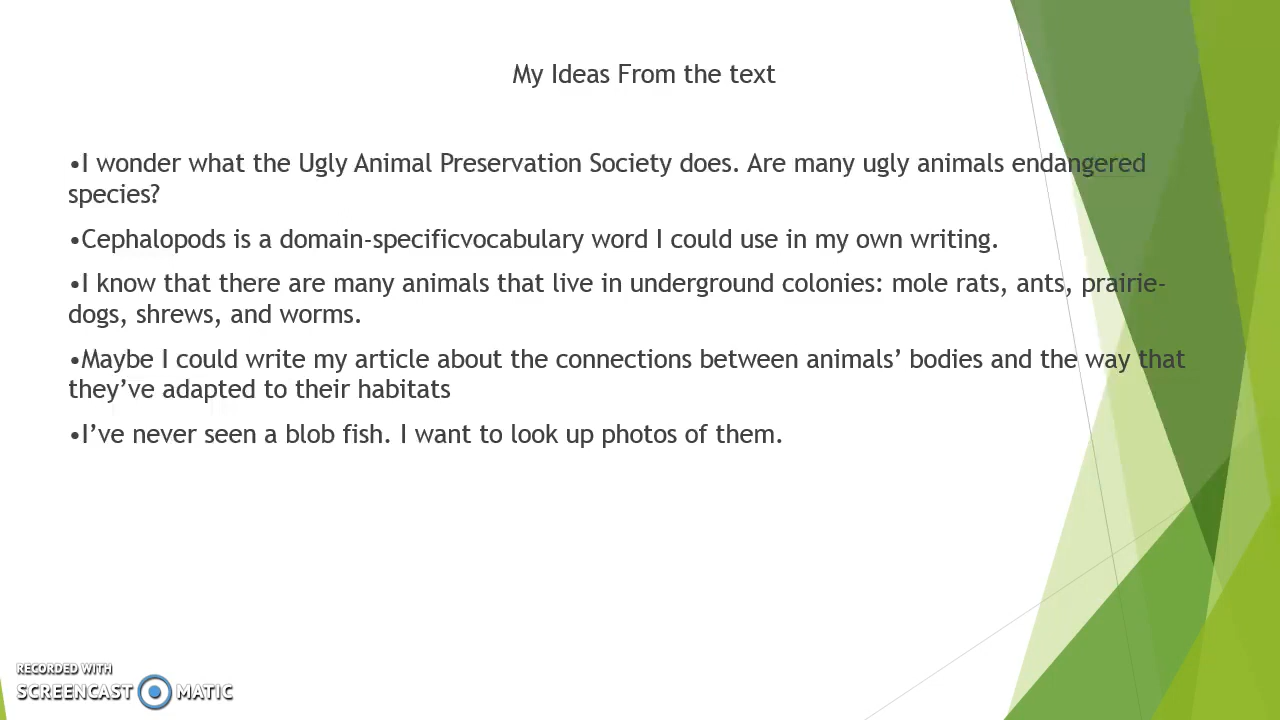 My Ideas From the text
•I wonder what the Ugly Animal Preservation Society does. Are many ugly animals endangered
species?
•Cephalopods is a domain-specificvocabulary word I could use in my own writing.
•I know that there are many animals that live in underground colonies: mole rats, ants, prairie-
dogs, shrews, and worms.
•Maybe I could write my article about the connections between animals’ bodies and the way that
they’ve adapted to their habitats
•I’ve never seen a blob fish. I want to look up photos of them.
RECORDED WITH
SCREENCAST MATIC